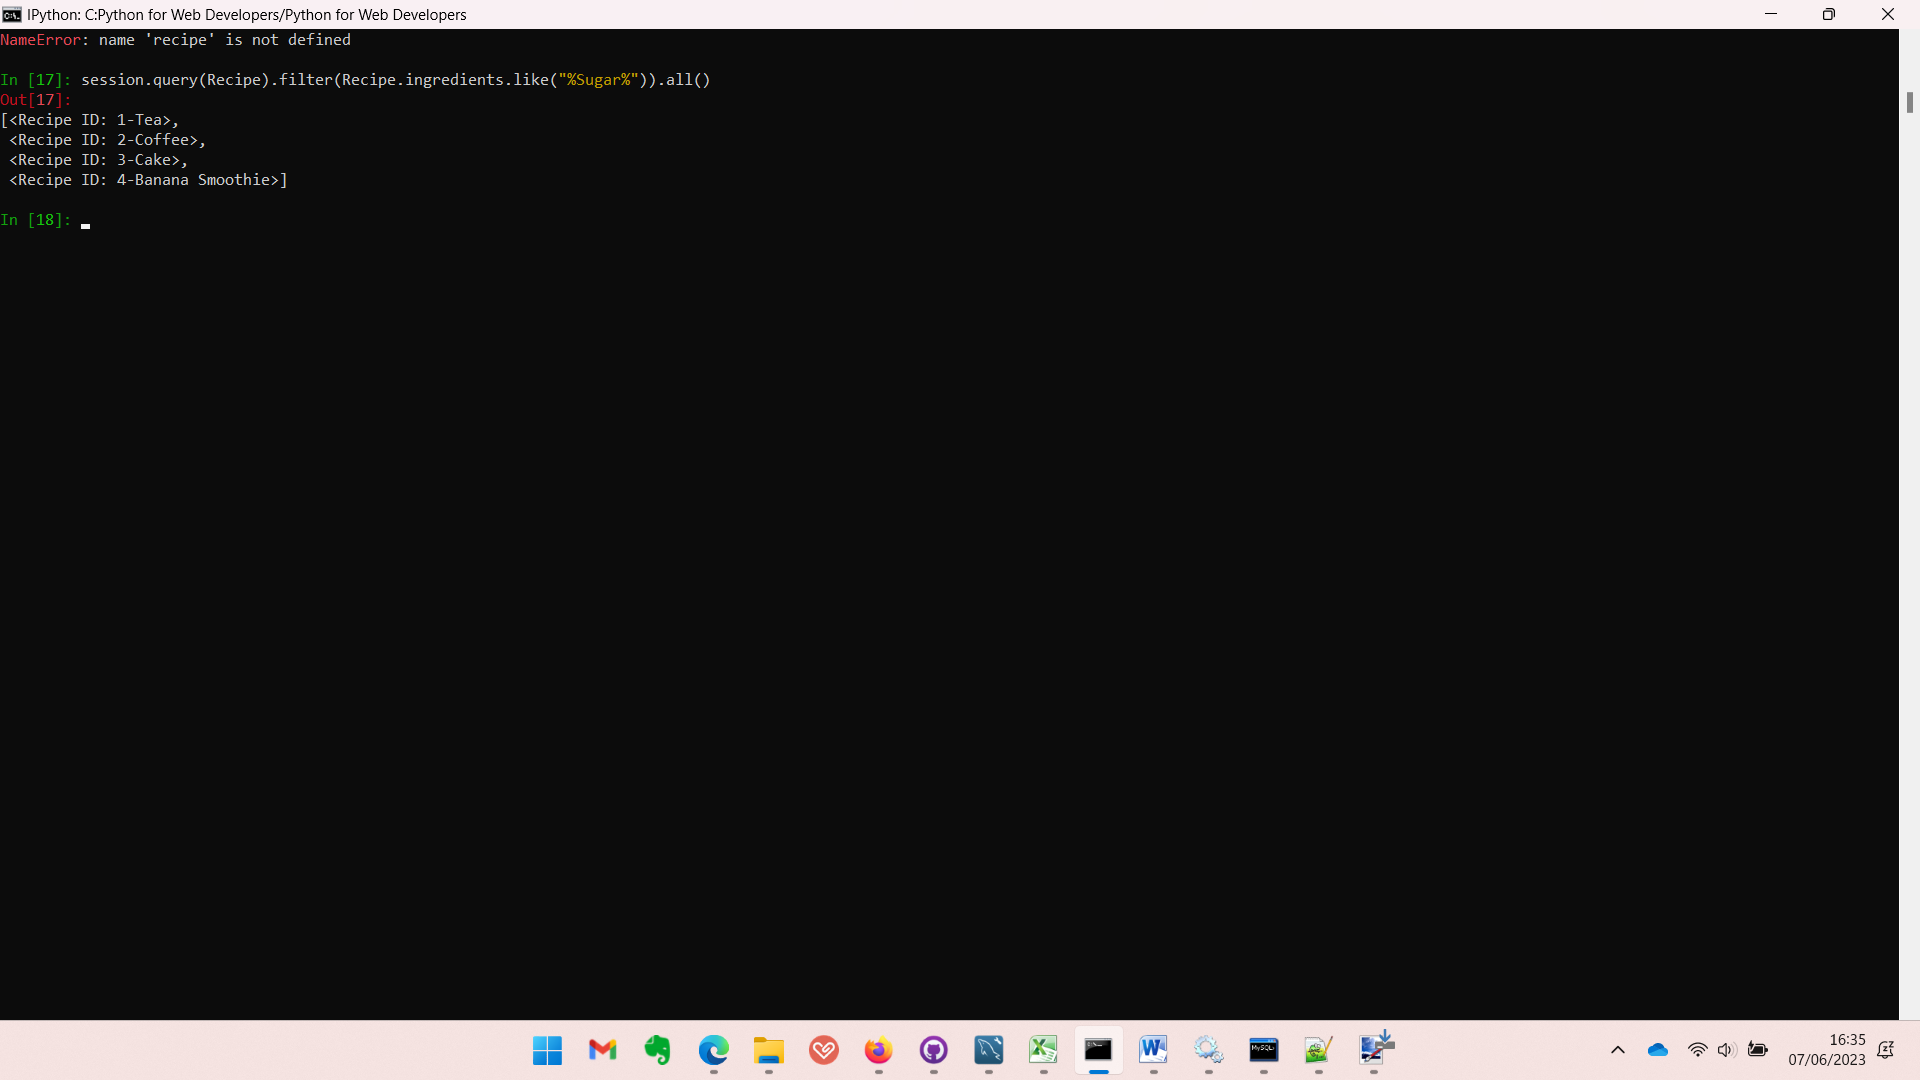 IPython: C:Python for Web Developers/Python for Web Developers
NameError: name 'recipe' is not defined
In [17]: session.query(Recipe).filter(Recipe.ingredients.like("%Sugar%")).all()
Out[17]:
[<Recipe ID: 1-Tea>,
<Recipe ID: 2-Coffee>,
<Recipe ID: 3-Cake>,
<Recipe ID: 4-Banana Smoothie>]
In [18]:
MySQL
16:35
07/06/2023